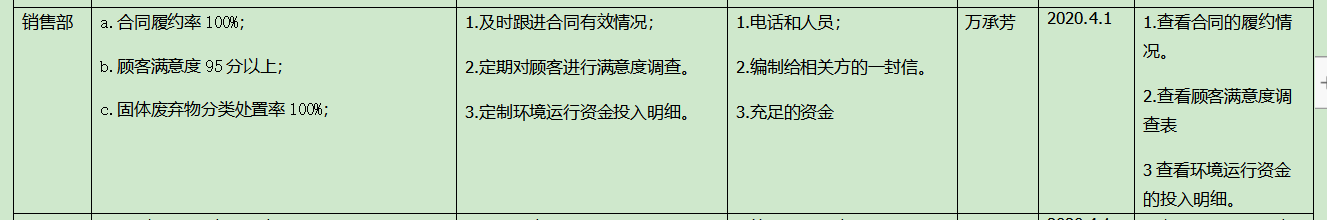 销售部
a.合同履约率 100%；
b.顾客满意度 95 分以上；
c.固体废弃物分类处置率 100%；
1.及时跟进合同有效情况；
2.定期对顾客进行满意度调查。
3.定制环境运行资金投入明细。
1.电话和人员；
2.编制给相关方的一封信。
3.充足的资金
万承芳
2020.4.1
1.查看合同的履约情
况。
2.查看顾客满意度调
查表
3 查看环境运行资金
的投入明细。